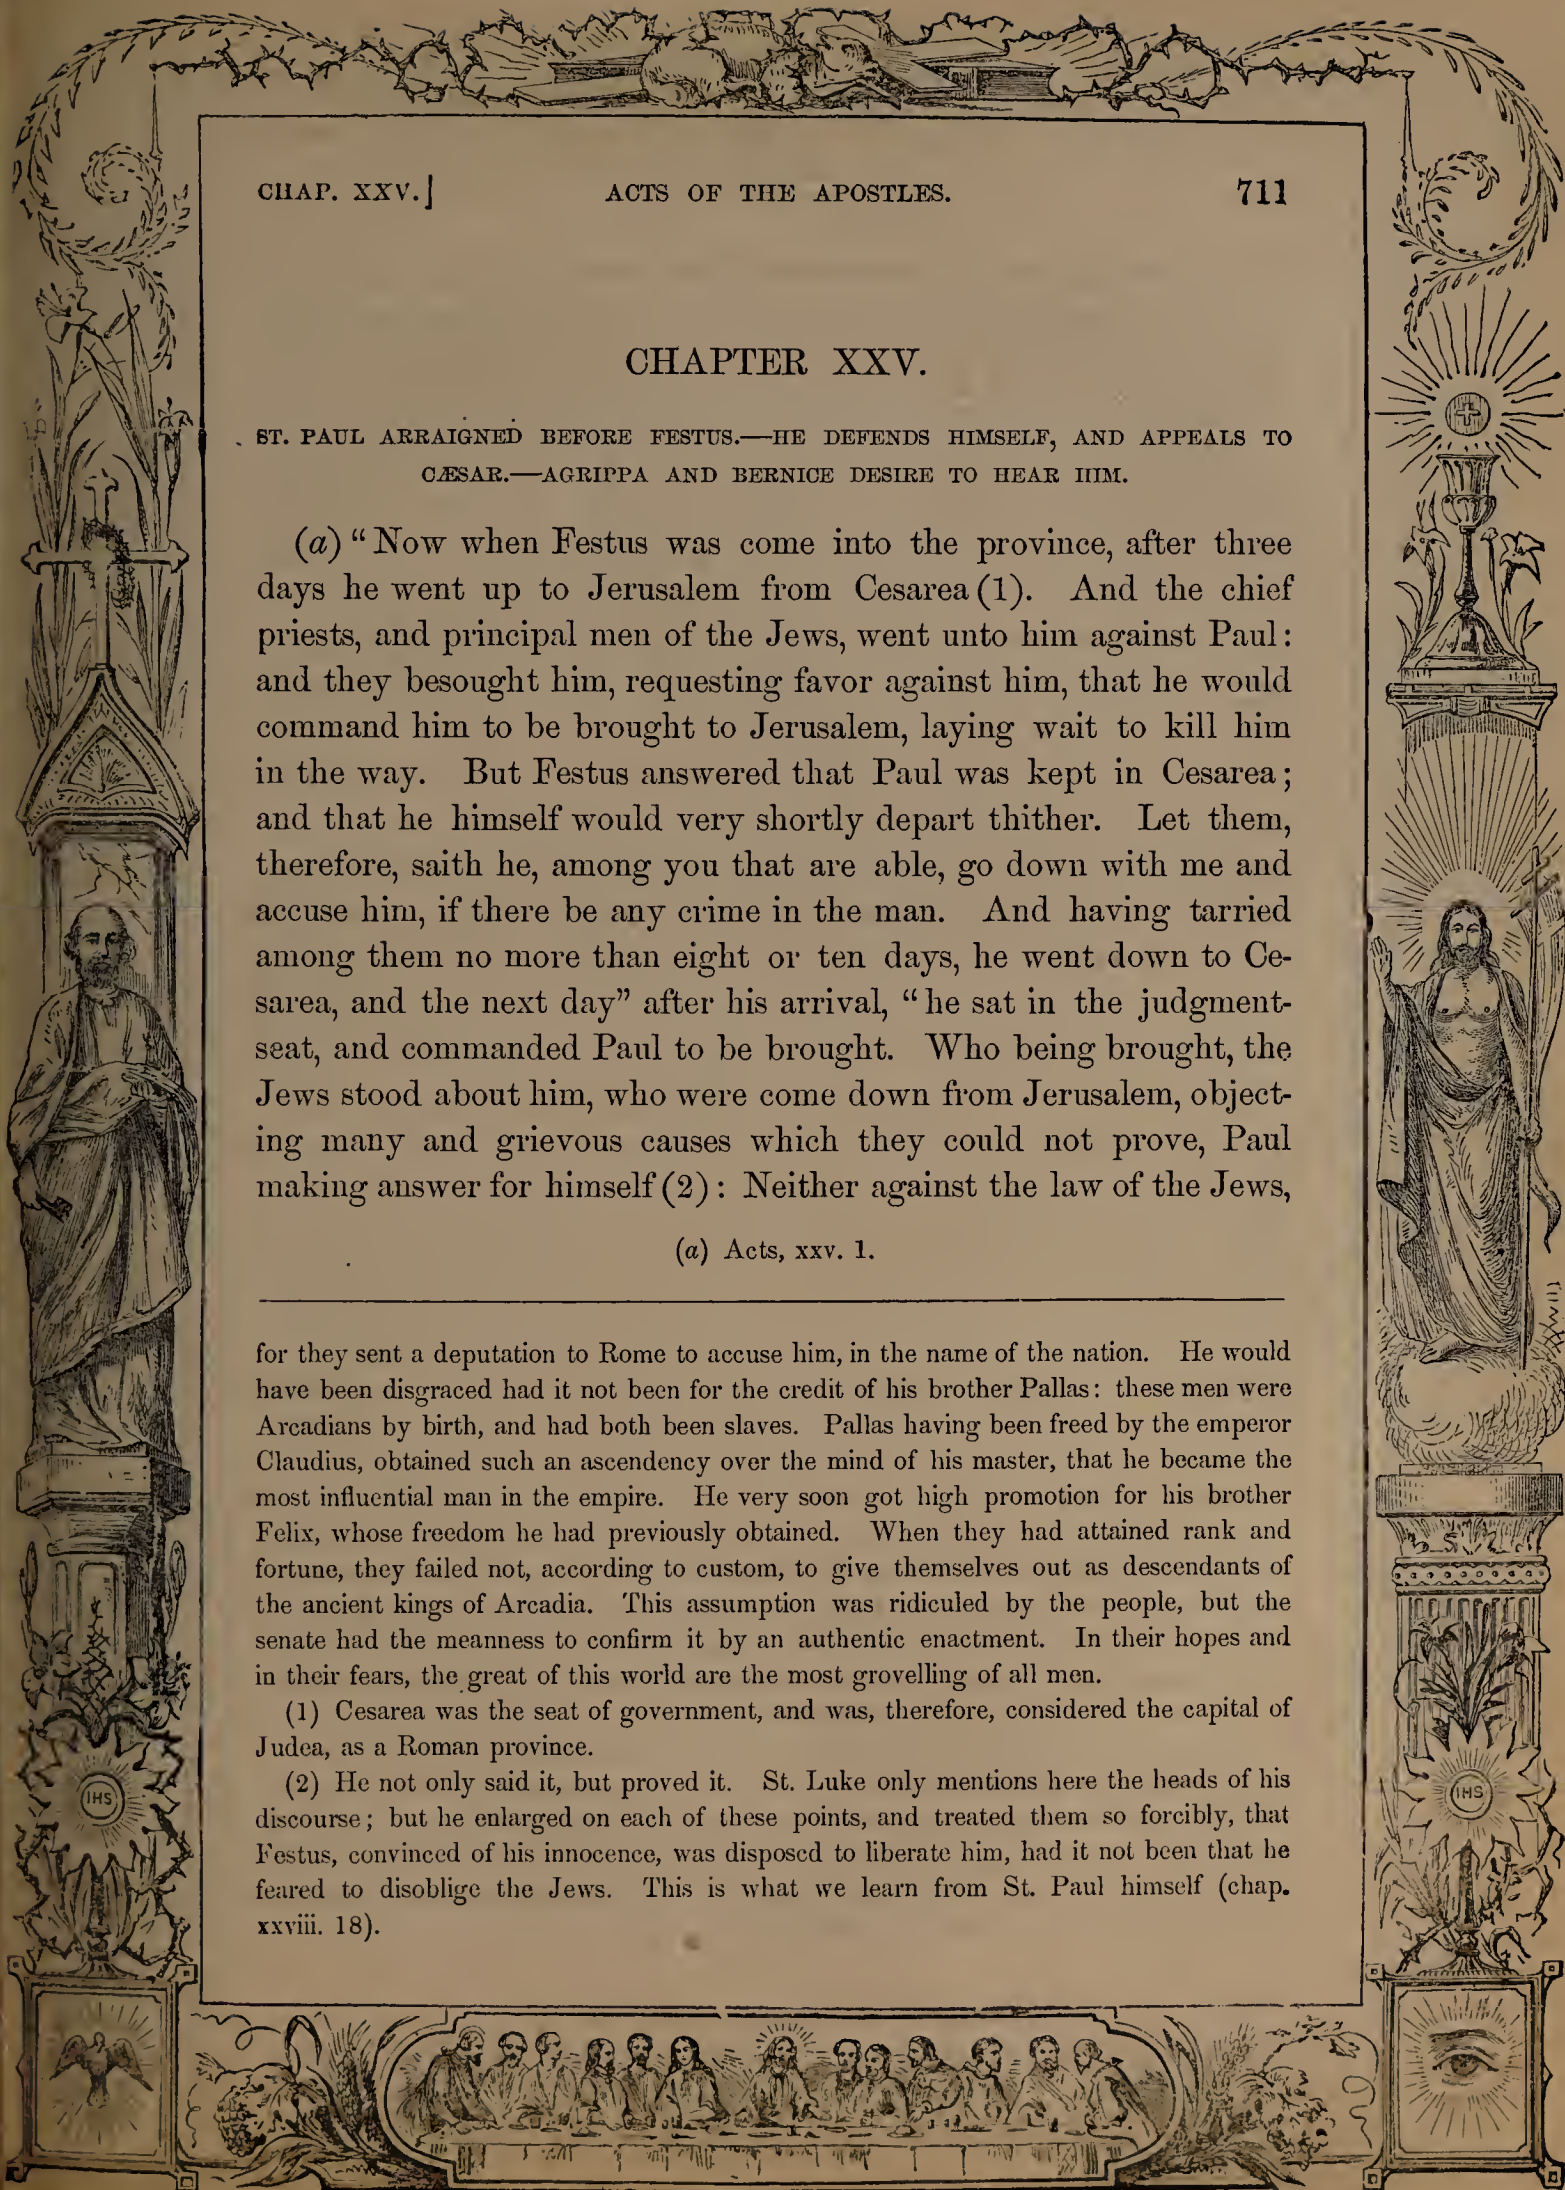 CHAP. XXV.] ACTS OF THE APOSTLES. 711
CHAPTER XXV.
ST. PAUL ARRAIGNED BEFORE FESTUS.—HE DEFENDS HIMSELF, AND APPEALS TO
CÆSAR.—AGRIPPA AND BERNICE DESIRE TO HEAR HIM.
(a) “Now when Festus was come into the province, after three
days he went up to Jerusalem from Cesarea (1). And the chief
priests, and principal men of the Jews, went unto him against Paul:
and they besought him, requesting favor against him, that he would
command him to be brought to Jerusalem, laying wait to kill him
in the way. But Festus answered that Paul was kept in Cesarea;
and that he himself would very shortly depart thither. Let them,
therefore, saith he, among you that are able, go down with me and
accuse him, if there be any crime in the man. And having tarried
among them no more than eight or ten days, he went down to Ce-
sarea, and the next day” after his arrival, “he sat in the judgment-
seat, and commanded Paul to be brought. Who being brought, the
Jews stood about him, who were come down from Jerusalem, object-
ing many and grievous causes which they could not prove, Paul
making answer for himself (2): Neither against the law of the Jews,
(a) Acts, xxv. 1.
for they sent a deputation to Rome to accuse him, in the name of the nation. He would
have been disgraced had it not been for the credit of his brother Pallas: these men were
Arcadians by birth, and had both been slaves. Pallas having been freed by the emperor
Claudius, obtained such an ascendency over the mind of his master, that he became the
most influential man in the empire. He very soon got high promotion for his brother
Felix, whose freedom he had previously obtained. When they had attained rank and
fortune, they failed not, according to custom, to give themselves out as descendants of
the ancient kings of Arcadia. This assumption was ridiculed by the people, but the
senate had the meanness to confirm it by an authentic enactment. In their hopes and
in their fears, the great of this world are the most grovelling of all men.
(1) Cesarea was the seat of government, and was, therefore, considered the capital of
Judea, as a Roman province.
(2) He not only said it, but proved it. St. Luke only mentions here the heads of his
discourse; but he enlarged on each of these points, and treated them so forcibly, that
Festus, convinced of his innocence, was disposed to liberate him, had it not been that he
feared to disoblige the Jews. This is what we learn from St. Paul himself (chap.
xxviii. 18).
IHS
IHS